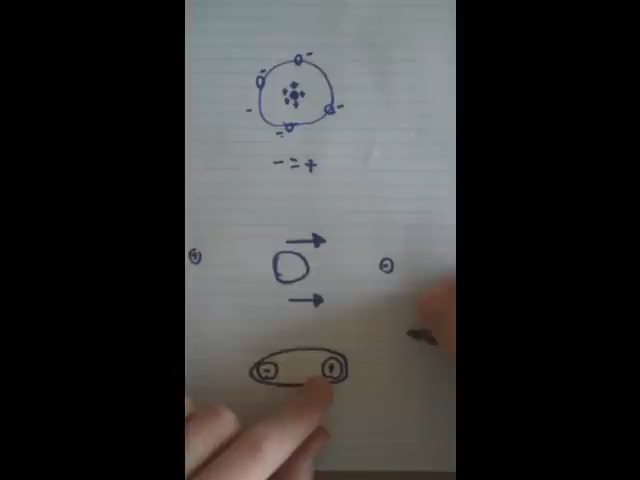 - = +